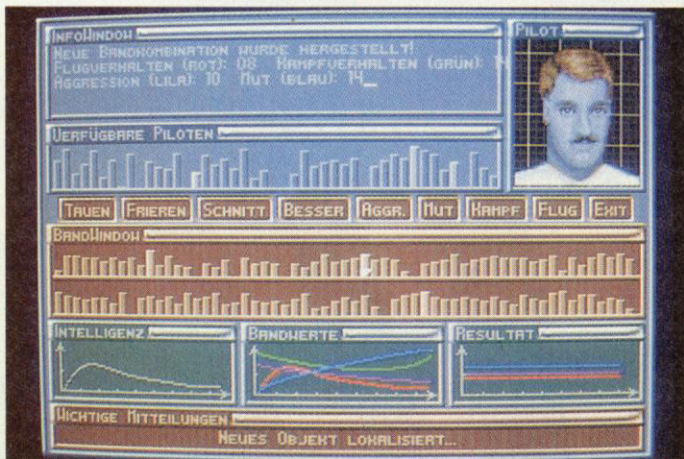 INFOWINDOW
NEUE BANDKOMBINATION WURDE HERGESTELLT!
FLUGVERHALTEN (ROT): 08 KAMPFVERHALTEN (GRÜN): 14
AGGRESSION (LILA): 10 MUT (BLAU): 14_
PILOT
VERFÜGBARE PILOTEN
TAUEN FRIEREN SCHNITT BESSER AGGR. MUT KAMPF FLUG EXIT
BANDWINDOW
INTELLIGENZ BANDWERTE RESULTAT
WICHTIGE MITTEILUNGEN
NEUES OBJEKT LOKALISIERT...